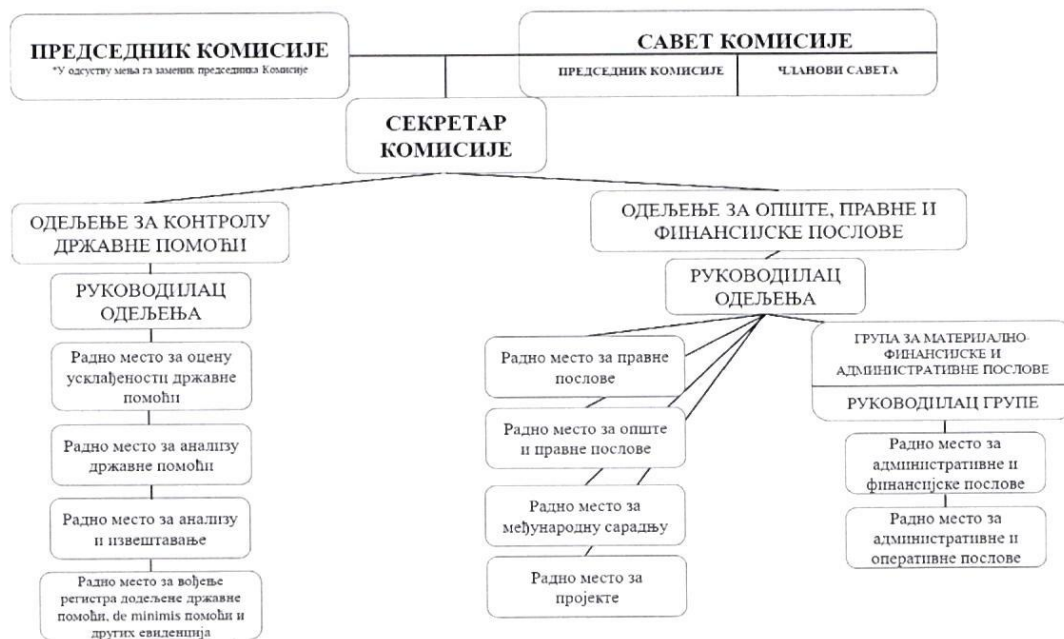 ПРЕДСЕДНИК КОМИСИЈЕ
*У одсуству мења га заменик председника Комисије
САВЕТ КОМИСИЈЕ
ПРЕДСЕДНИК КОМИСИЈЕ
ЧЛАНОВИ САВЕТА
СЕКРЕТАР
КОМИСИЈЕ
ОДЕЉЕЊЕ ЗА КОНТРОЛУ
ДРЖАВНЕ ПОМОЋИ
РУКОВОДИЛАЦ
ОДЕЉЕЊА
Радно место за оцену
усклађености државне
помоћи
Радно место за анализу
државне помоћи
Радно место за анализу
и извештавање
Радно место за вођење
регистра додељене државне
помоћи, de minimis помоћи и
других евиденција
ОДЕЉЕЊЕ ЗА ОПШТЕ, ПРАВНЕ И
ФИНАНСИЈСКЕ ПОСЛОВЕ
РУКОВОДИЛАЦ
ОДЕЉЕЊА
Радно место за правне
послове
Радно место за опште
и правне послове
Радно место за
међународну сарадњу
Радно место за
пројекте
ГРУПА ЗА МАТЕРИЈАЛНО-
ФИНАНСИЈСКЕ И
АДМИНИСТРАТИВНЕ ПОСЛОВЕ
РУКОВОДИЛАЦ ГРУПЕ
Радно место за
административне и
финансијске послове
Радно место за
административне и
оперативне послове